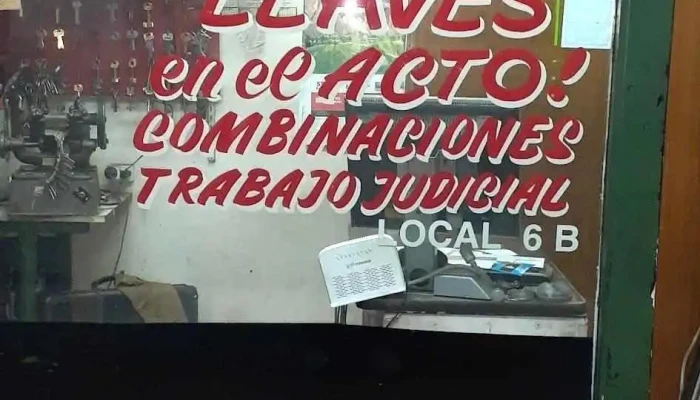 LLAVES
en el ACTO!
COMBINACIONES
TRABAJO JUDICIAL
LOCAL 6 B